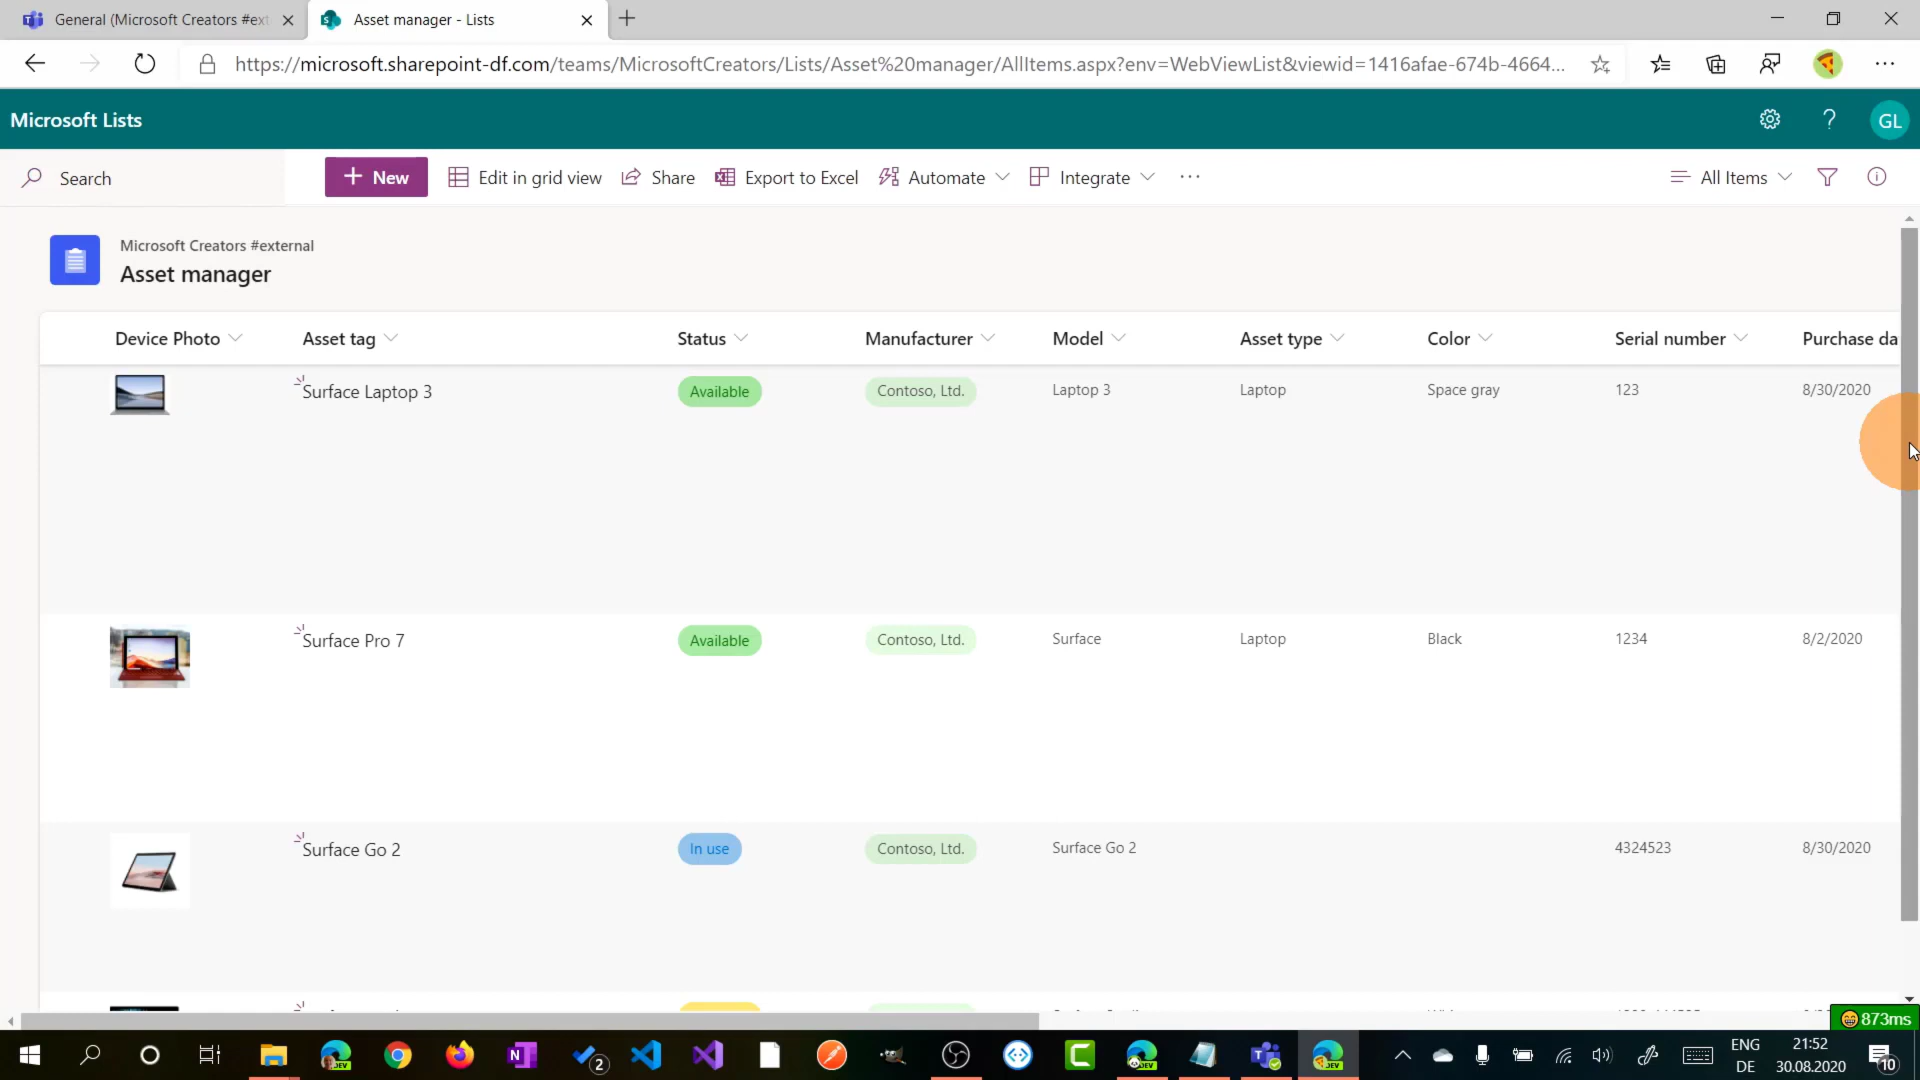 General (Microsoft Creators #ext
Asset manager - Lists
https://microsoft.sharepoint-df.com/teams/MicrosoftCreators/Lists/Asset%20manager/AllItems.aspx?env=WebViewList&viewid=1416afae-674b-4664...
Microsoft Lists
GL
Search
New
Edit in grid view
Share
Export to Excel
Automate
Integrate
All Items
Microsoft Creators #external
Asset manager
Device Photo
Asset tag
Status
Manufacturer
Model
Asset type
Color
Serial number
Purchase da
Surface Laptop 3
Available
Contoso, Ltd.
Laptop 3
Laptop
Space gray
123
8/30/2020
Surface Pro 7
Available
Contoso, Ltd.
Surface
Laptop
Black
1234
8/2/2020
Surface Go 2
In use
Contoso, Ltd.
Surface Go 2
4324523
8/30/2020
873ms
DEV
2
DEV
DEV
ENG
DE
21:52
30.08.2020
10